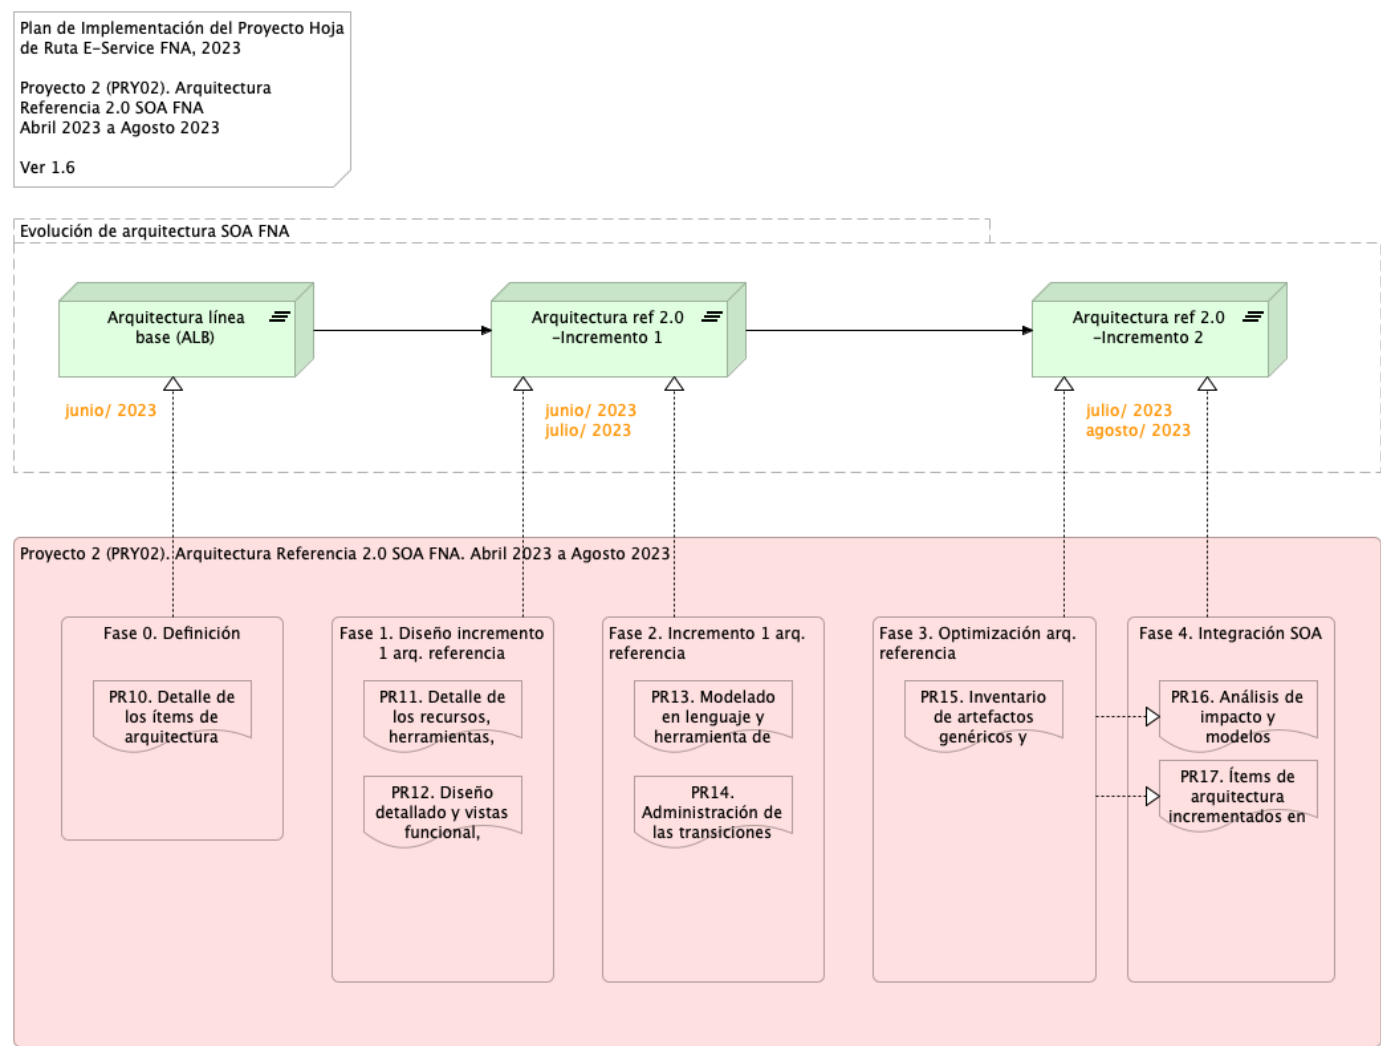 Plan de Implementación del Proyecto Hoja
de Ruta E-Service FNA, 2023
Proyecto 2 (PRY02). Arquitectura
Referencia 2.0 SOA FNA
Abril 2023 a Agosto 2023
Ver 1.6
Evolución de arquitectura SOA FNA
Arquitectura línea
base (ALB)
Arquitectura ref 2.0
-Incremento 1
Arquitectura ref 2.0
-Incremento 2
junio/ 2023
junio/ 2023
julio/ 2023
julio/ 2023
agosto/ 2023
Proyecto 2 (PRY02). Arquitectura Referencia 2.0 SOA FNA. Abril 2023 a Agosto 2023
Fase 0. Definición
PR10. Detalle de
los ítems de
arquitectura
Fase 1. Diseño incremento
1 arq. referencia
PR11. Detalle de
los recursos,
herramientas,
PR12. Diseño
detallado y vistas
funcional,
Fase 2. Incremento 1 arq.
referencia
PR13. Modelado
en lenguaje y
herramienta de
PR14.
Administración de
las transiciones
Fase 3. Optimización arq.
referencia
PR15. Inventario
de artefactos
genéricos y
Fase 4. Integración SOA
PR16. Análisis de
impacto y
modelos
PR17. Ítems de
arquitectura
incrementados en